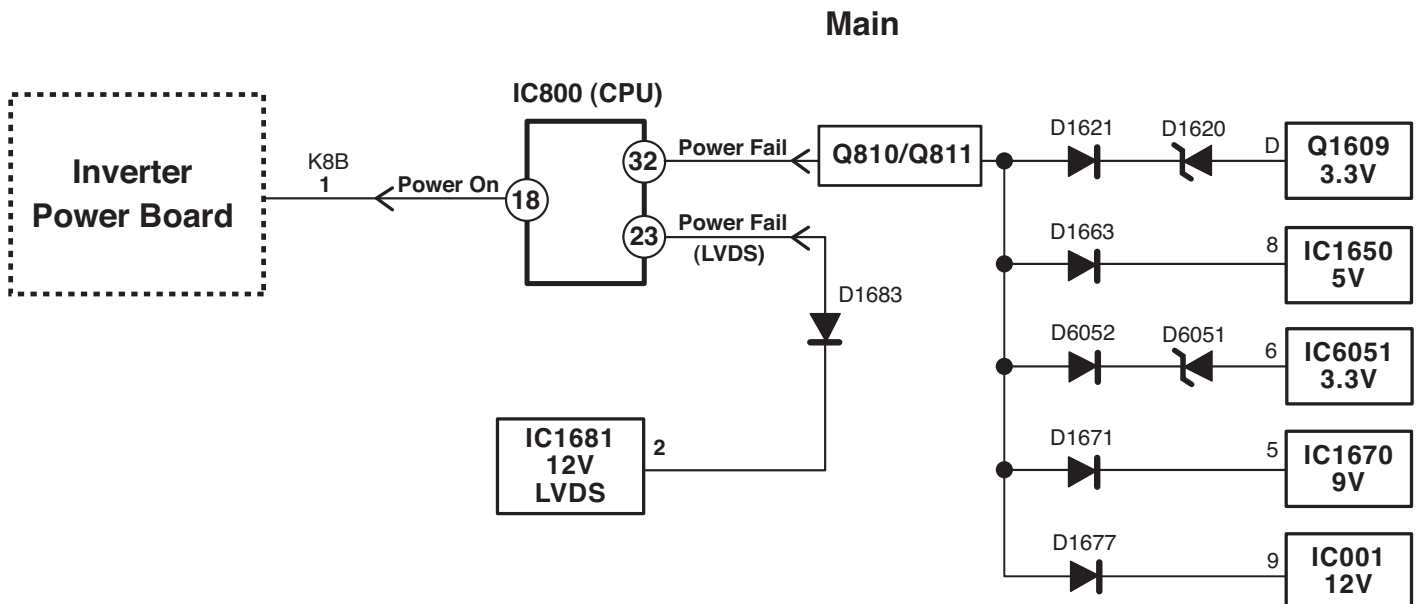 Main
IC800 (CPU)
Inverter
Power Board
K8B
1
Power On
18
32
Power Fail
23
Power Fail
(LVDS)
D1683
IC1681
12V
LVDS
2
Q810/Q811
D1621
D1620
D
Q1609
3.3V
D1663
8
IC1650
5V
D6052
D6051
6
IC6051
3.3V
D1671
5
IC1670
9V
D1677
9
IC001
12V